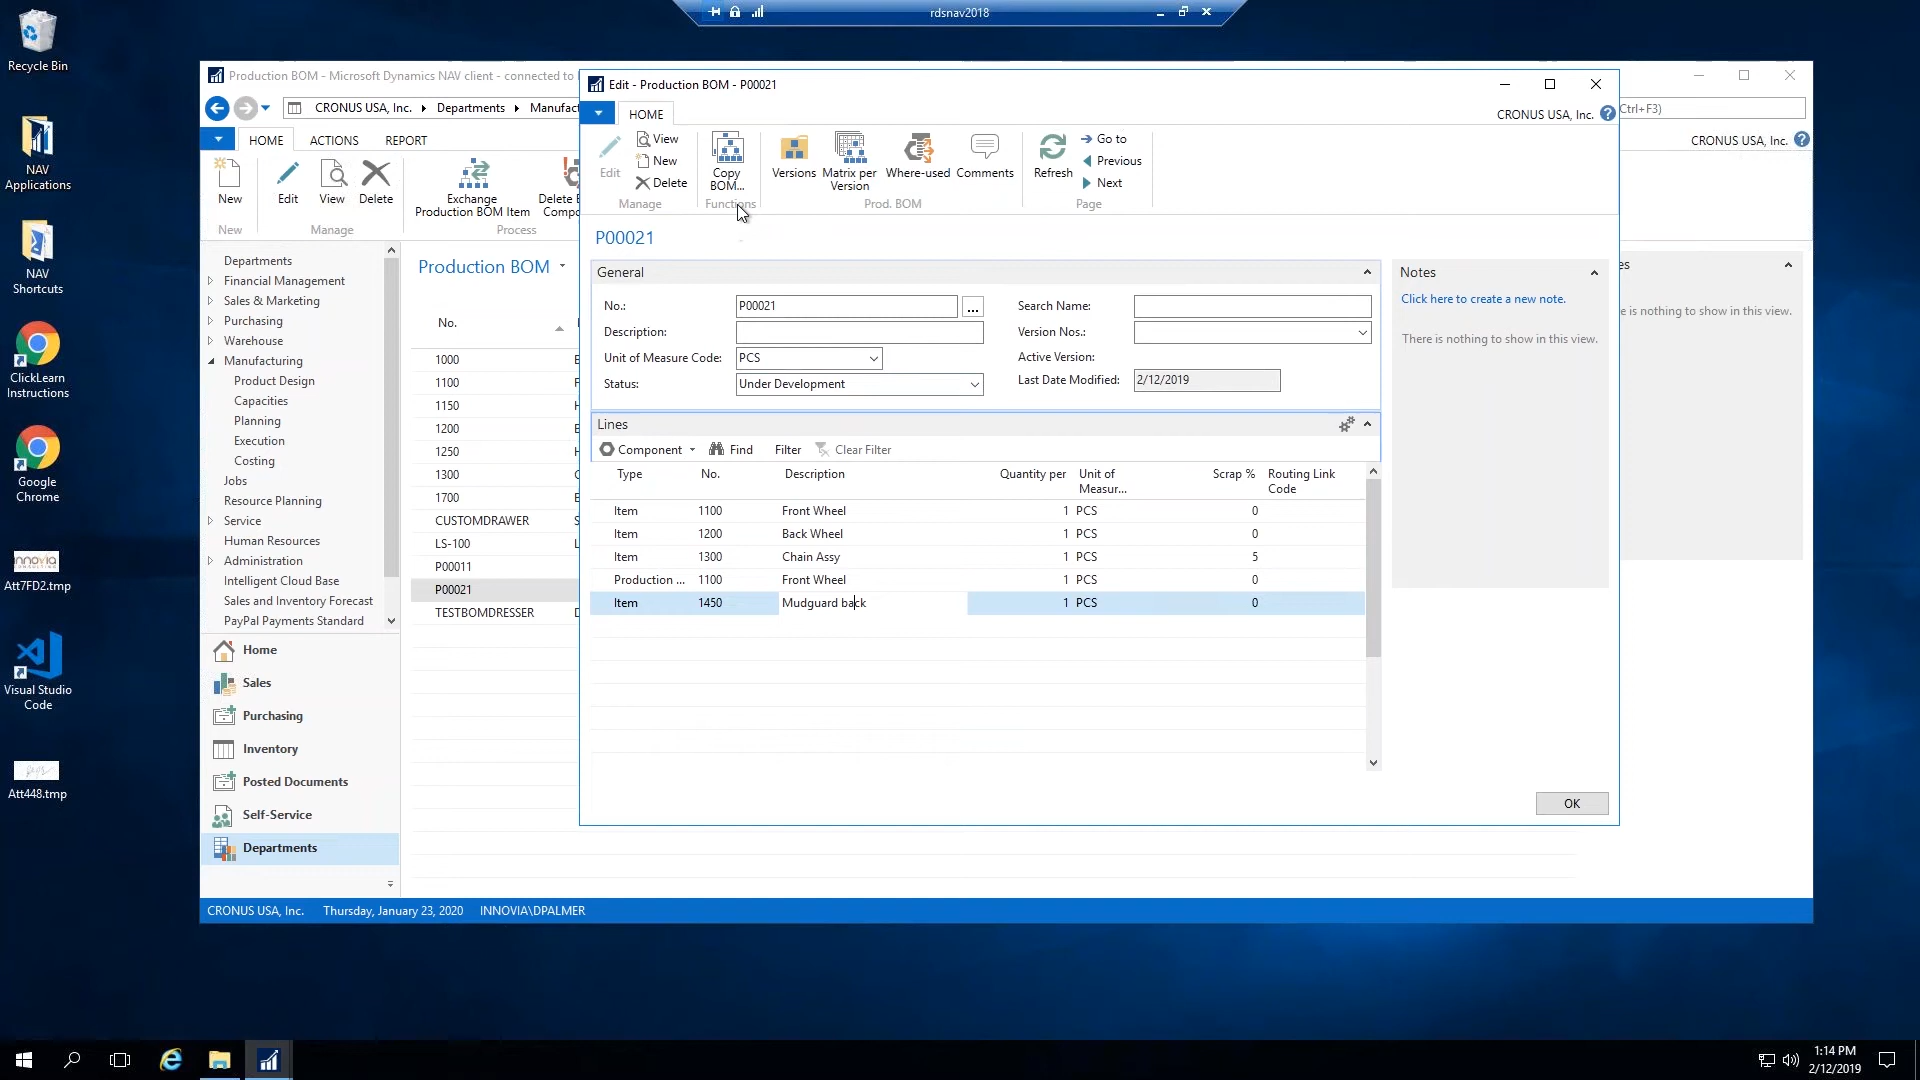 rdsnav2018
Recycle Bin
NAV
Applications
NAV
Shortcuts
ClickLearn
Instructions
Google
Chrome
innovia
Att7FD2.tmp
Visual Studio
Code
Att448.tmp
Production BOM - Microsoft Dynamics NAV client - connected to
CRONUS USA, Inc.
Departments
Manufact
Ctrl+F3)
HOME
ACTIONS
REPORT
CRONUS USA, Inc.
New
Edit
View
Delete
Exchange
Production BOM Item
Delete E
Compo
New
Manage
Process
Departments
Financial Management
Sales & Marketing
Purchasing
Warehouse
Manufacturing
Product Design
Capacities
Planning
Execution
Costing
Jobs
Resource Planning
Service
Human Resources
Administration
Intelligent Cloud Base
Sales and Inventory Forecast
PayPal Payments Standard
Home
Sales
Purchasing
Inventory
Posted Documents
Self-Service
Departments
Production BOM
No.
1000 E
1100 F
1150 H
1200 E
1250 H
1300 C
1700 E
CUSTOMDRAWER S
LS-100 L
P00011
P00021
TESTBOMDRESSER D
es
e is nothing to show in this view.
Edit - Production BOM - P00021
HOME
CRONUS USA, Inc.
Edit
View
New
Delete
Copy
BOM...
Versions
Matrix per
Version
Where-used
Comments
Refresh
Go to
Previous
Next
Manage
Functions
Prod. BOM
Page
P00021
General
No.: P00021 ...
Description:
Unit of Measure Code: PCS
Status: Under Development
Search Name:
Version Nos.:
Active Version:
Last Date Modified: 2/12/2019
Notes
Click here to create a new note.
There is nothing to show in this view.
Lines
Component Find Filter Clear Filter
Type No. Description Quantity per Unit of Measur... Scrap % Routing Link Code
Item 1100 Front Wheel 1 PCS 0
Item 1200 Back Wheel 1 PCS 0
Item 1300 Chain Assy 1 PCS 5
Production ... 1100 Front Wheel 1 PCS 0
Item 1450 Mudguard back 1 PCS 0
OK
CRONUS USA, Inc. Thursday, January 23, 2020 INNOVIA\DPALMER
1:14 PM
2/12/2019